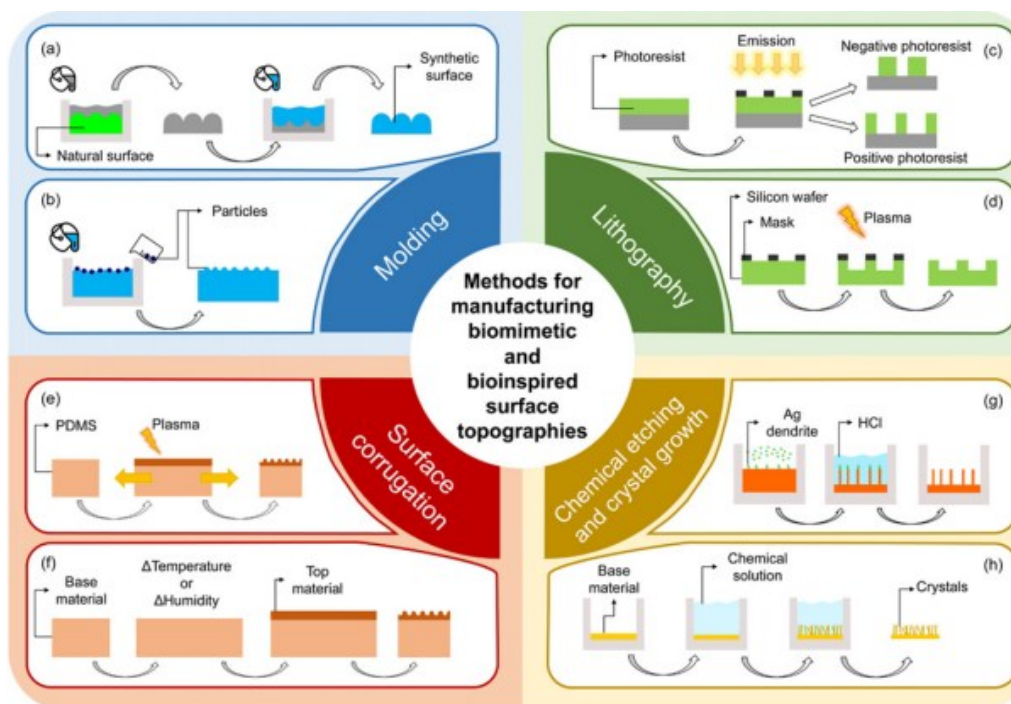 (a)
Synthetic
surface
Natural surface
(b)
Particles
Molding
(c)
Photoresist
Emission
Negative photoresist
Positive photoresist
(d)
Silicon wafer
Mask
Plasma
Lithography
Methods for
manufacturing
biomimetic
and
bioinspired
surface
topographies
(e)
PDMS
Plasma
(f)
Base
material
ΔTemperature
or
ΔHumidity
Top
material
Surface
corrugation
(g)
Ag
dendrite
HCl
(h)
Base
material
Chemical
solution
Crystals
Chemical etching
and crystal growth